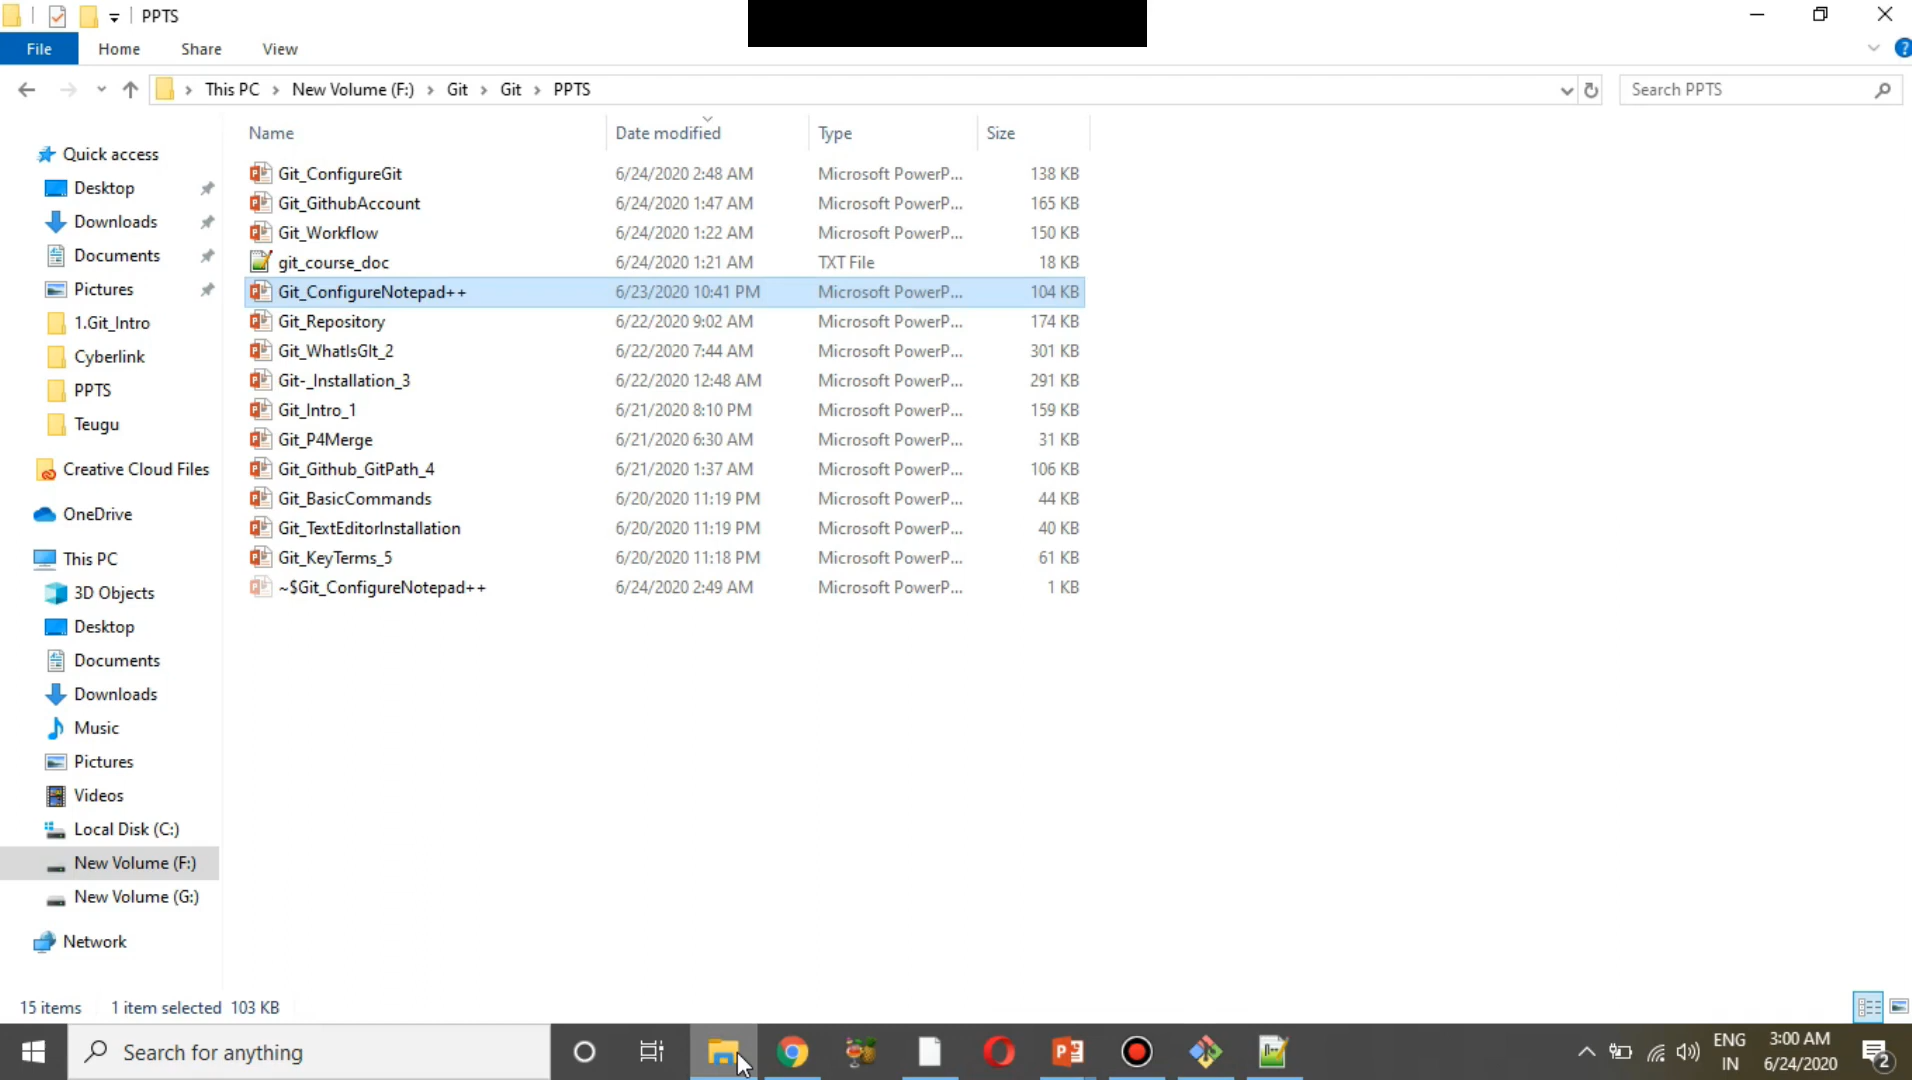 PPTS
File Home Share View
This PC New Volume (F:) Git Git PPTS
Search PPTS
Name Date modified Type Size
Quick access
Desktop
Downloads
Documents
Pictures
1.Git_Intro
Cyberlink
PPTS
Teugu
Creative Cloud Files
OneDrive
This PC
3D Objects
Desktop
Documents
Downloads
Music
Pictures
Videos
Local Disk (C:)
New Volume (F:)
New Volume (G:)
Network
Git_ConfigureGit 6/24/2020 2:48 AM Microsoft PowerP... 138 KB
Git_GithubAccount 6/24/2020 1:47 AM Microsoft PowerP... 165 KB
Git_Workflow 6/24/2020 1:22 AM Microsoft PowerP... 150 KB
git_course_doc 6/24/2020 1:21 AM TXT File 18 KB
Git_ConfigureNotepad++ 6/23/2020 10:41 PM Microsoft PowerP... 104 KB
Git_Repository 6/22/2020 9:02 AM Microsoft PowerP... 174 KB
Git_WhatIsGIt_2 6/22/2020 7:44 AM Microsoft PowerP... 301 KB
Git-_Installation_3 6/22/2020 12:48 AM Microsoft PowerP... 291 KB
Git_Intro_1 6/21/2020 8:10 PM Microsoft PowerP... 159 KB
Git_P4Merge 6/21/2020 6:30 AM Microsoft PowerP... 31 KB
Git_Github_GitPath_4 6/21/2020 1:37 AM Microsoft PowerP... 106 KB
Git_BasicCommands 6/20/2020 11:19 PM Microsoft PowerP... 44 KB
Git_TextEditorInstallation 6/20/2020 11:19 PM Microsoft PowerP... 40 KB
Git_KeyTerms_5 6/20/2020 11:18 PM Microsoft PowerP... 61 KB
~$Git_ConfigureNotepad++ 6/24/2020 2:49 AM Microsoft PowerP... 1 KB
15 items 1 item selected 103 KB
Search for anything
ENG
IN
3:00 AM
6/24/2020
2